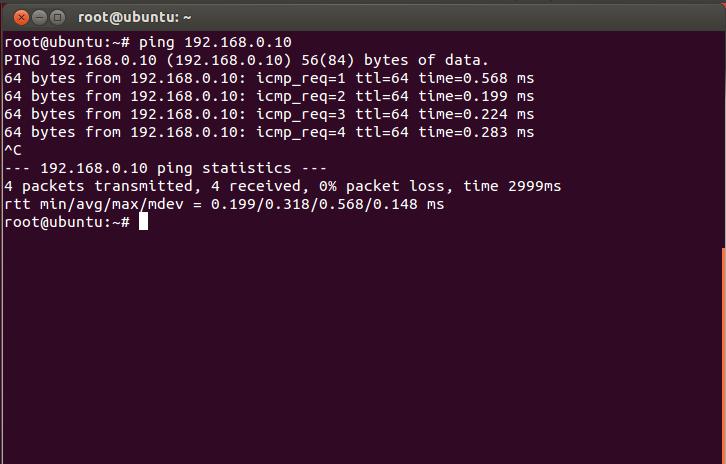 root@ubuntu: ~
root@ubuntu:~# ping 192.168.0.10
PING 192.168.0.10 (192.168.0.10) 56(84) bytes of data.
64 bytes from 192.168.0.10: icmp_req=1 ttl=64 time=0.568 ms
64 bytes from 192.168.0.10: icmp_req=2 ttl=64 time=0.199 ms
64 bytes from 192.168.0.10: icmp_req=3 ttl=64 time=0.224 ms
64 bytes from 192.168.0.10: icmp_req=4 ttl=64 time=0.283 ms
^C
--- 192.168.0.10 ping statistics ---
4 packets transmitted, 4 received, 0% packet loss, time 2999ms
rtt min/avg/max/mdev = 0.199/0.318/0.568/0.148 ms
root@ubuntu:~#